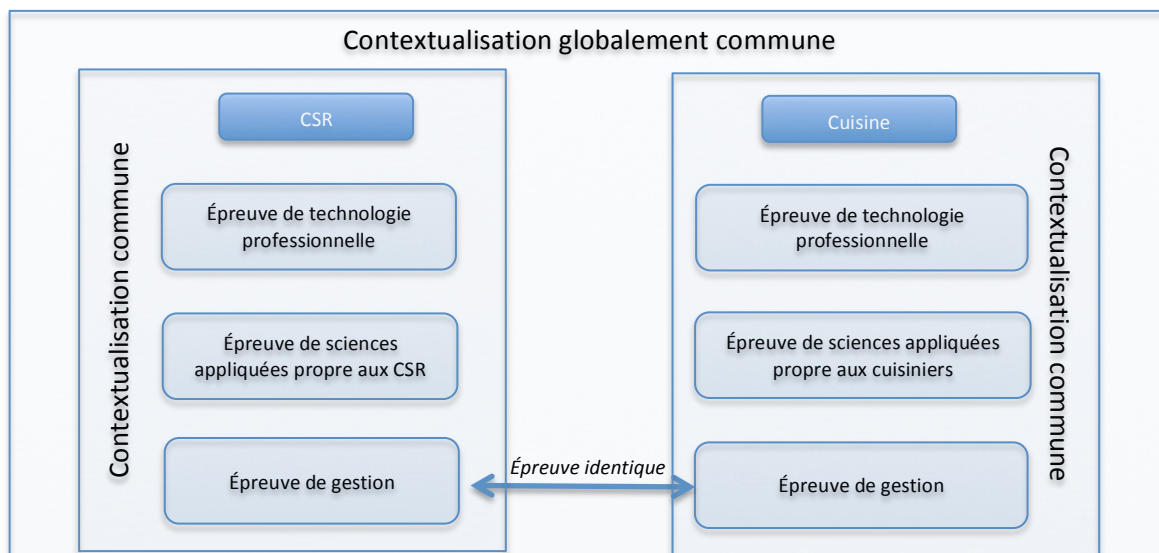 Contextualisation globalement commune
Contextualisation commune
CSR
Épreuve de technologie
professionnelle
Épreuve de sciences
appliquées propre aux CSR
Épreuve de gestion
Épreuve identique
Cuisine
Épreuve de technologie
professionnelle
Épreuve de sciences appliquées
propre aux cuisiniers
Épreuve de gestion
Contextualisation commune